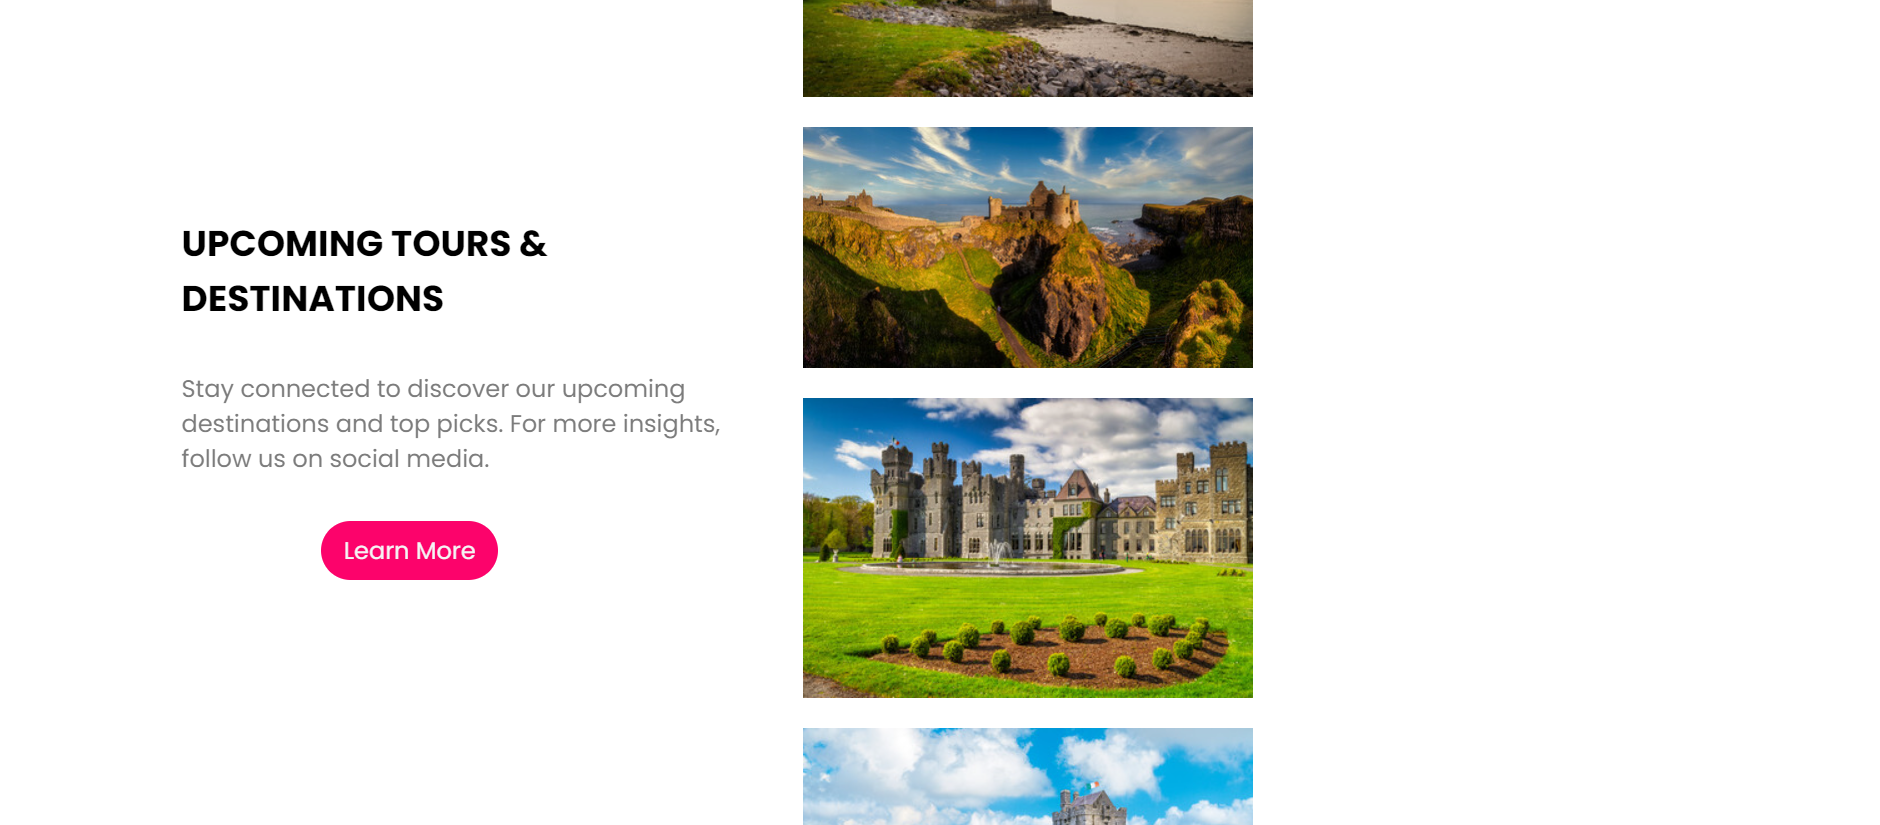 UPCOMING TOURS &
DESTINATIONS
Stay connected to discover our upcoming
destinations and top picks. For more insights,
follow us on social media.
Learn More